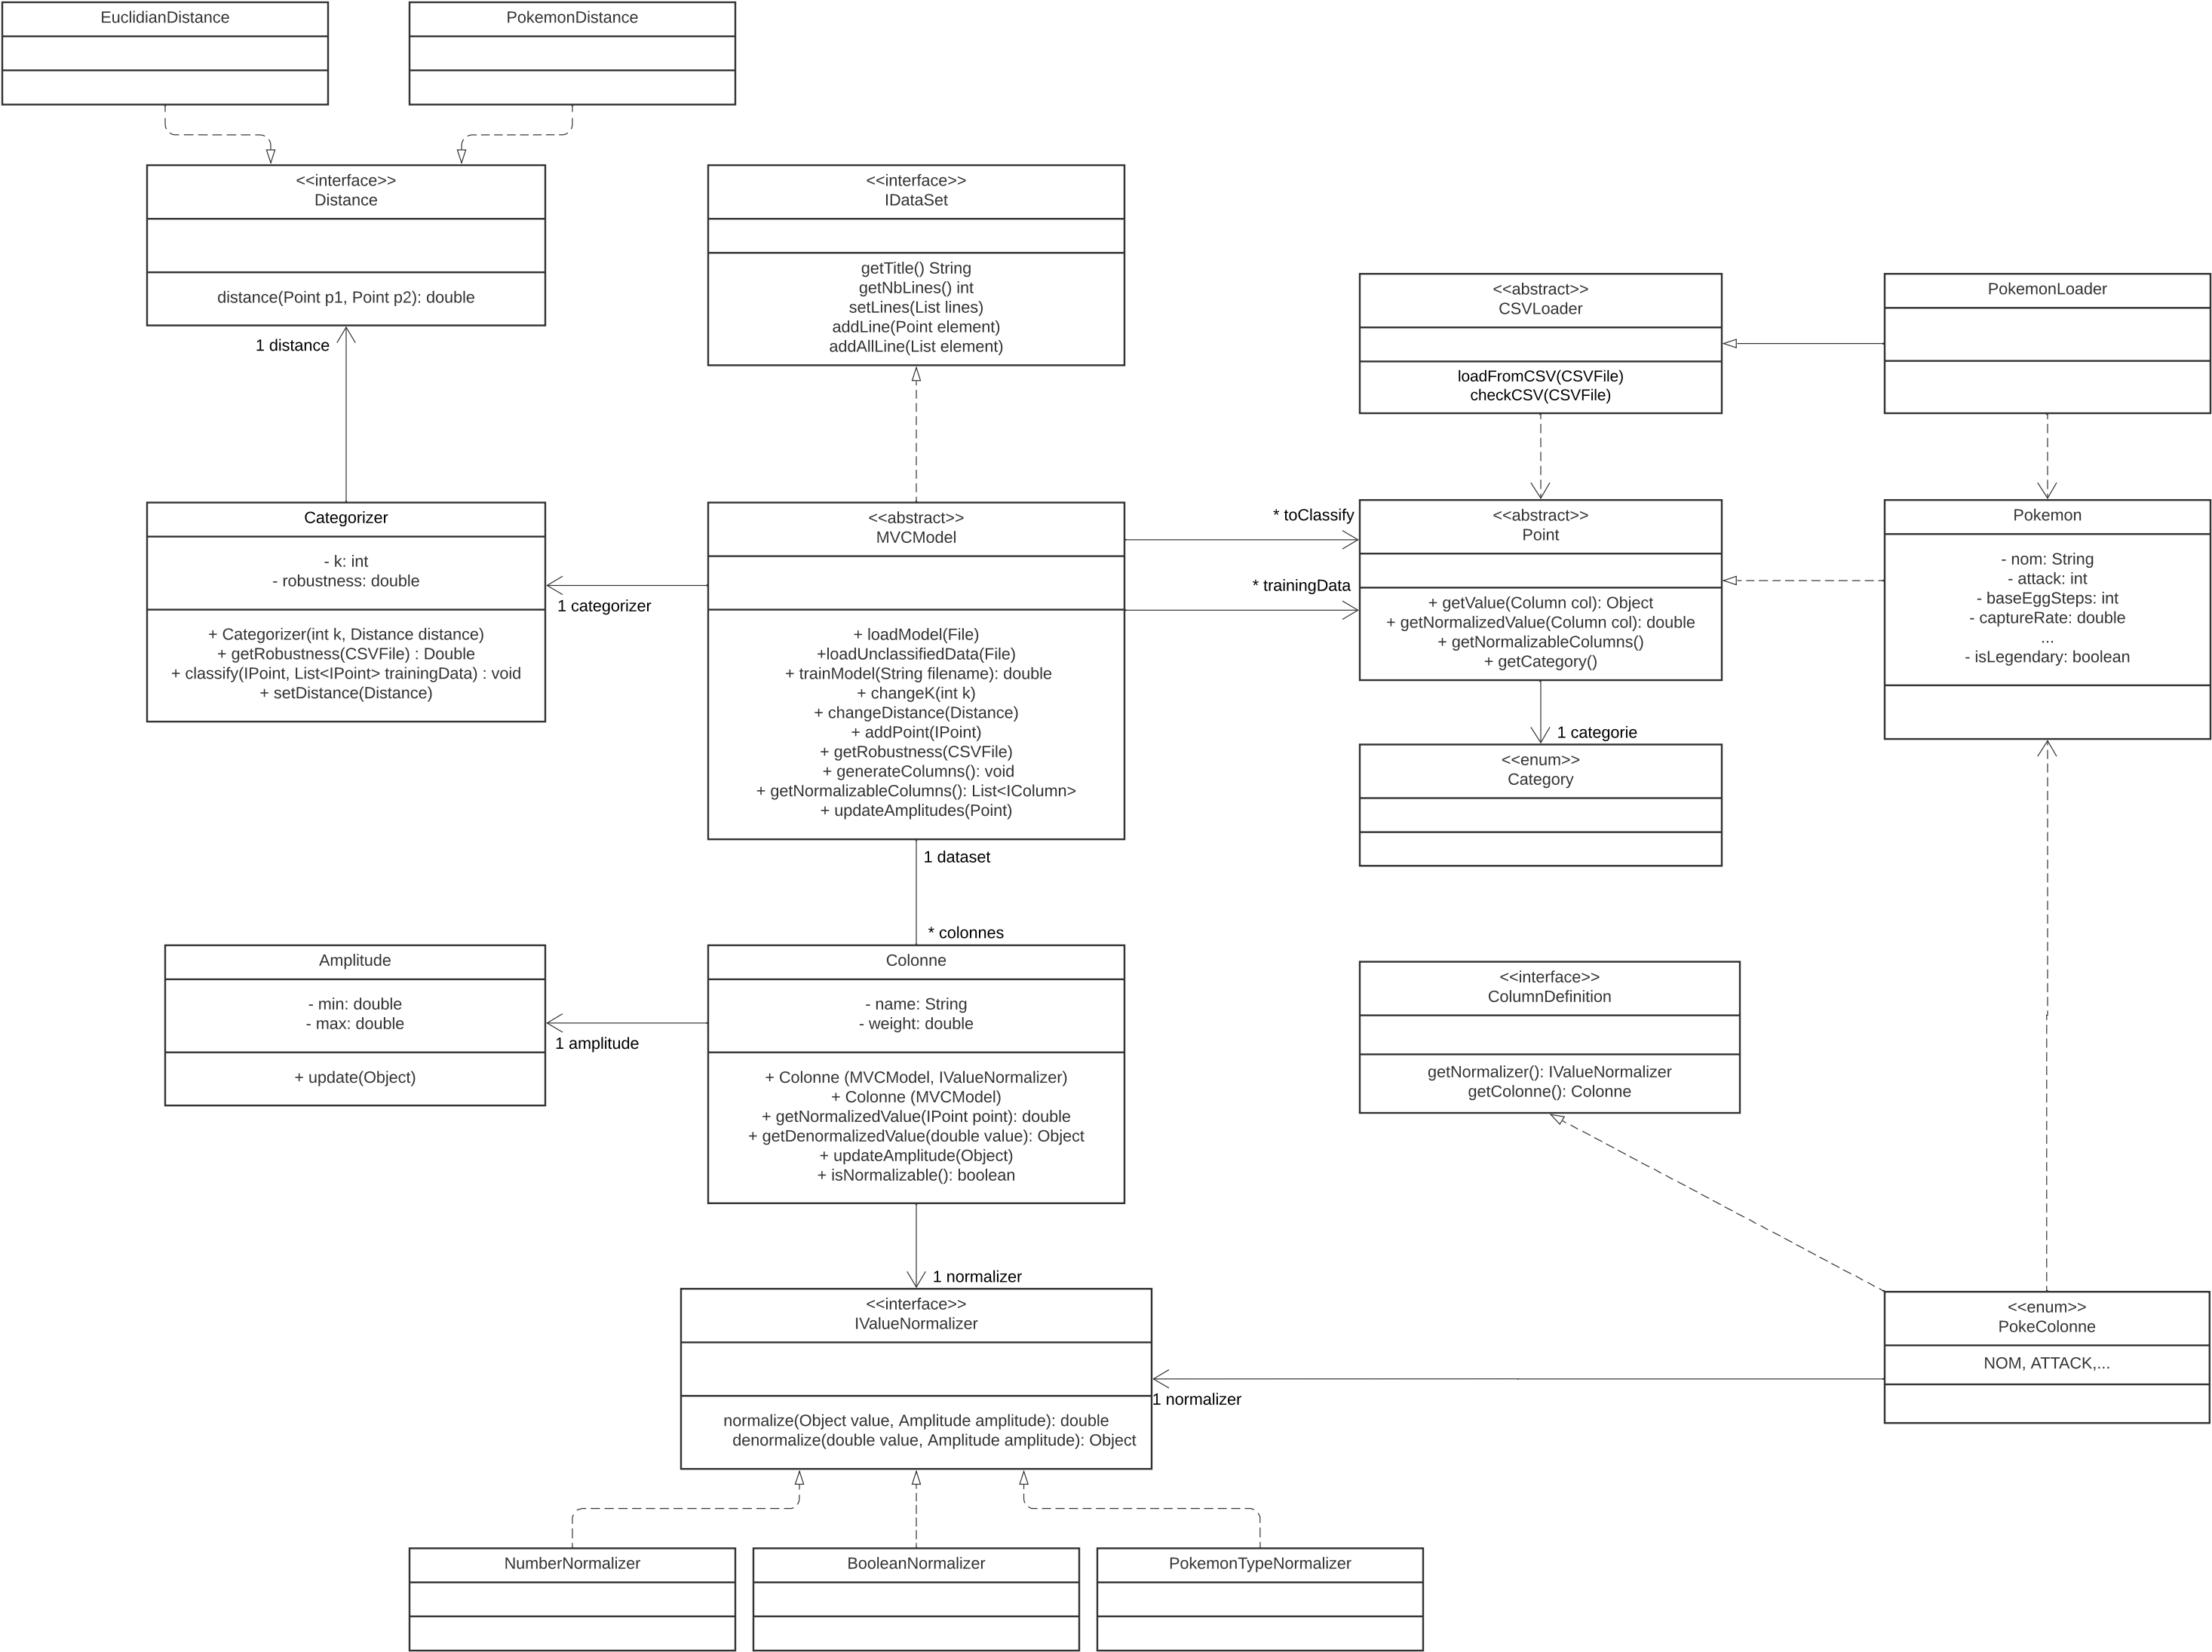 EuclidianDistance
PokemonDistance
<<interface>>
Distance
distance(Point p1, Point p2): double
<<interface>>
IDataSet
getTitle() String
getNbLines() int
setLines(List lines)
addLine(Point element)
addAllLine(List element)
<<abstract>>
CSVLoader
loadFromCSV(CSVFile)
checkCSV(CSVFile)
PokemonLoader
1 distance
Categorizer
- k: int
- robustness: double
+ Categorizer(int k, Distance distance)
+ getRobustness(CSVFile) : Double
+ classify(IPoint, List<IPoint> trainingData) : void
+ setDistance(Distance)
1 categorizer
<<abstract>>
MVCModel
+ loadModel(File)
+loadUnclassifiedData(File)
+ trainModel(String filename): double
+ changeK(int k)
+ changeDistance(Distance)
+ addPoint(IPoint)
+ getRobustness(CSVFile)
+ generateColumns(): void
+ getNormalizableColumns(): List<IColumn>
+ updateAmplitudes(Point)
* toClassify
* trainingData
<<abstract>>
Point
+ getValue(Column col): Object
+ getNormalizedValue(Column col): double
+ getNormalizableColumns()
+ getCategory()
Pokemon
- nom: String
- attack: int
- baseEggSteps: int
- captureRate: double
...
- isLegendary: boolean
1 categorie
<<enum>>
Category
1 dataset
* colonnes
Amplitude
- min: double
- max: double
+ update(Object)
1 amplitude
Colonne
- name: String
- weight: double
+ Colonne (MVCModel, IValueNormalizer)
+ Colonne (MVCModel)
+ getNormalizedValue(IPoint point): double
+ getDenormalizedValue(double value): Object
+ updateAmplitude(Object)
+ isNormalizable(): boolean
<<interface>>
ColumnDefinition
getNormalizer(): IValueNormalizer
getColonne(): Colonne
1 normalizer
<<interface>>
IValueNormalizer
normalize(Object value, Amplitude amplitude): double
denormalize(double value, Amplitude amplitude): Object
1 normalizer
<<enum>>
PokeColonne
NOM, ATTACK,...
NumberNormalizer
BooleanNormalizer
PokemonTypeNormalizer